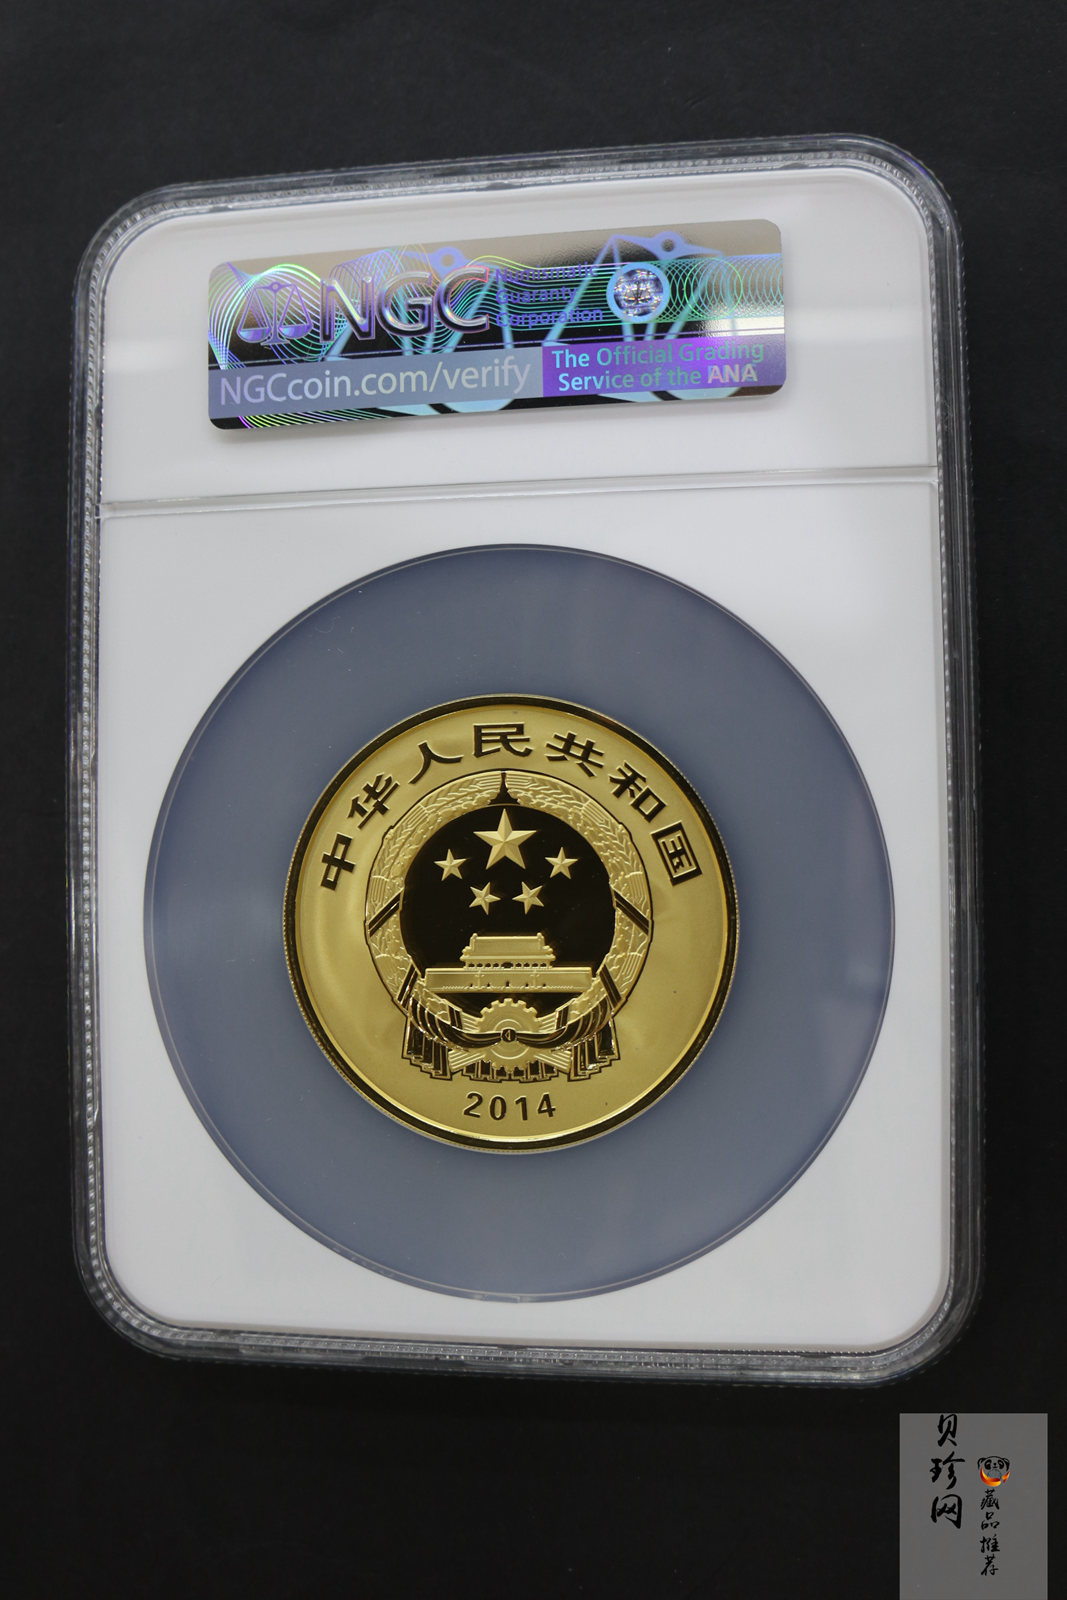 NGC
Numismatic
Guaranty
Corporation
NGCcoin.com/verify
The Official Grading
Service of the ANA
中华人民共和国
2014
贝珍网
藏品推荐